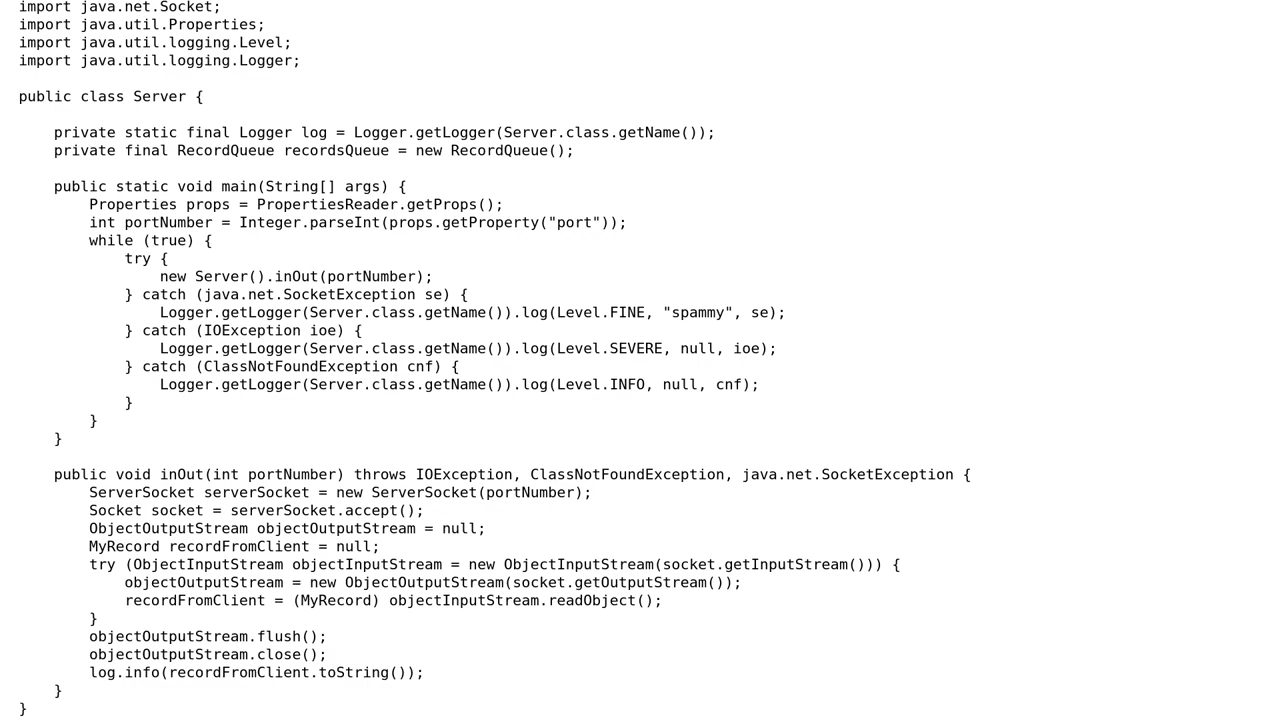 import java.net.Socket;
import java.util.Properties;
import java.util.logging.Level;
import java.util.logging.Logger;

public class Server {

    private static final Logger log = Logger.getLogger(Server.class.getName());
    private final RecordQueue recordsQueue = new RecordQueue();

    public static void main(String[] args) {
        Properties props = PropertiesReader.getProps();
        int portNumber = Integer.parseInt(props.getProperty("port"));
        while (true) {
            try {
                new Server().inOut(portNumber);
            } catch (java.net.SocketException se) {
                Logger.getLogger(Server.class.getName()).log(Level.FINE, "spammy", se);
            } catch (IOException ioe) {
                Logger.getLogger(Server.class.getName()).log(Level.SEVERE, null, ioe);
            } catch (ClassNotFoundException cnf) {
                Logger.getLogger(Server.class.getName()).log(Level.INFO, null, cnf);
            }
        }
    }

    public void inOut(int portNumber) throws IOException, ClassNotFoundException, java.net.SocketException {
        ServerSocket serverSocket = new ServerSocket(portNumber);
        Socket socket = serverSocket.accept();
        ObjectOutputStream objectOutputStream = null;
        MyRecord recordFromClient = null;
        try (ObjectInputStream objectInputStream = new ObjectInputStream(socket.getInputStream())) {
            objectOutputStream = new ObjectOutputStream(socket.getOutputStream());
            recordFromClient = (MyRecord) objectInputStream.readObject();
        }
        objectOutputStream.flush();
        objectOutputStream.close();
        log.info(recordFromClient.toString());
    }
}